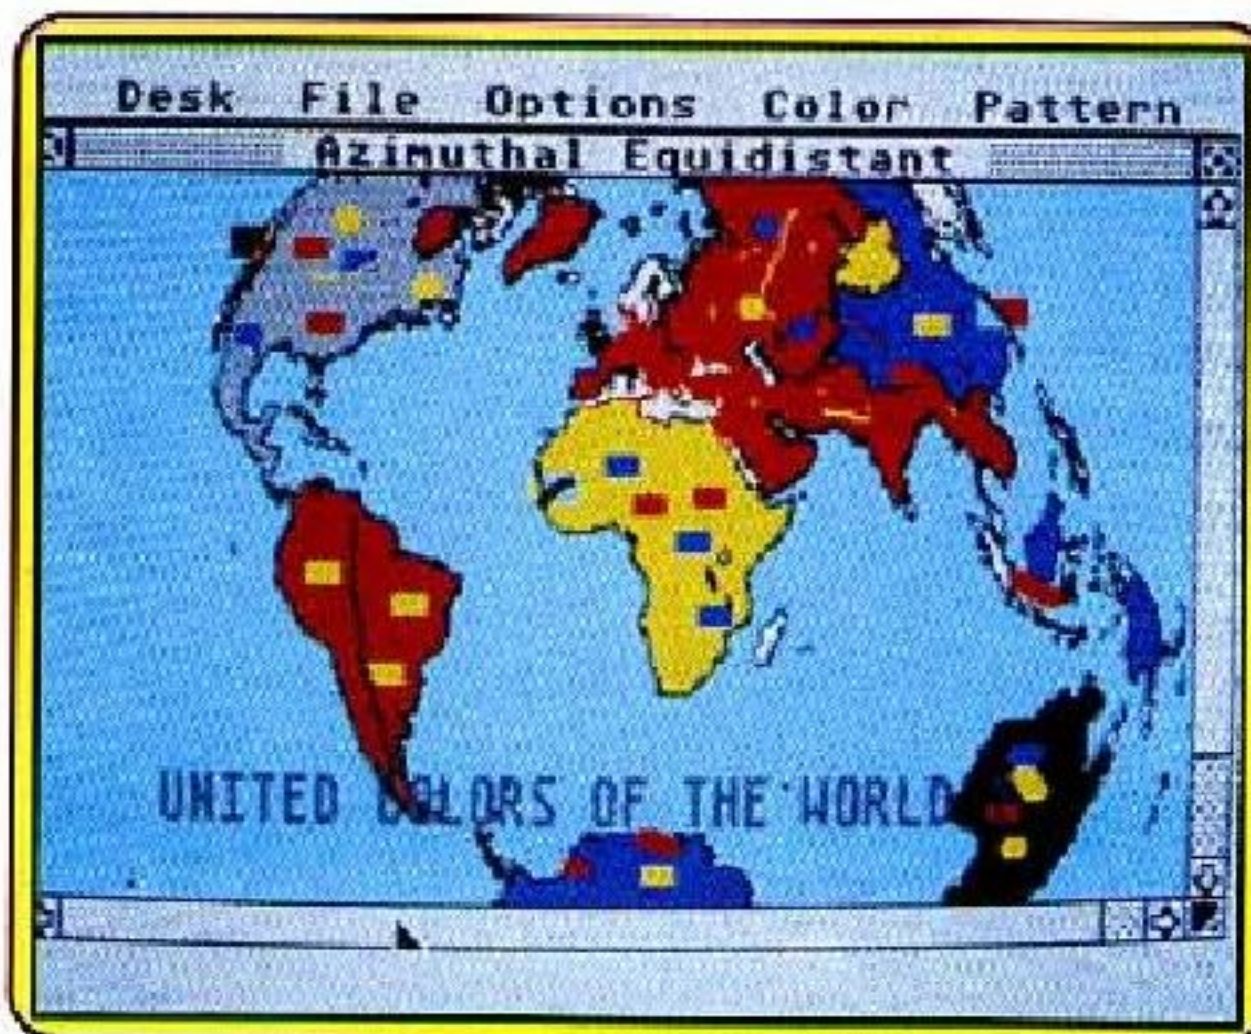 Desk File Options Color Pattern
Azimuthal Equidistant
UNITED COLORS OF THE WORLD